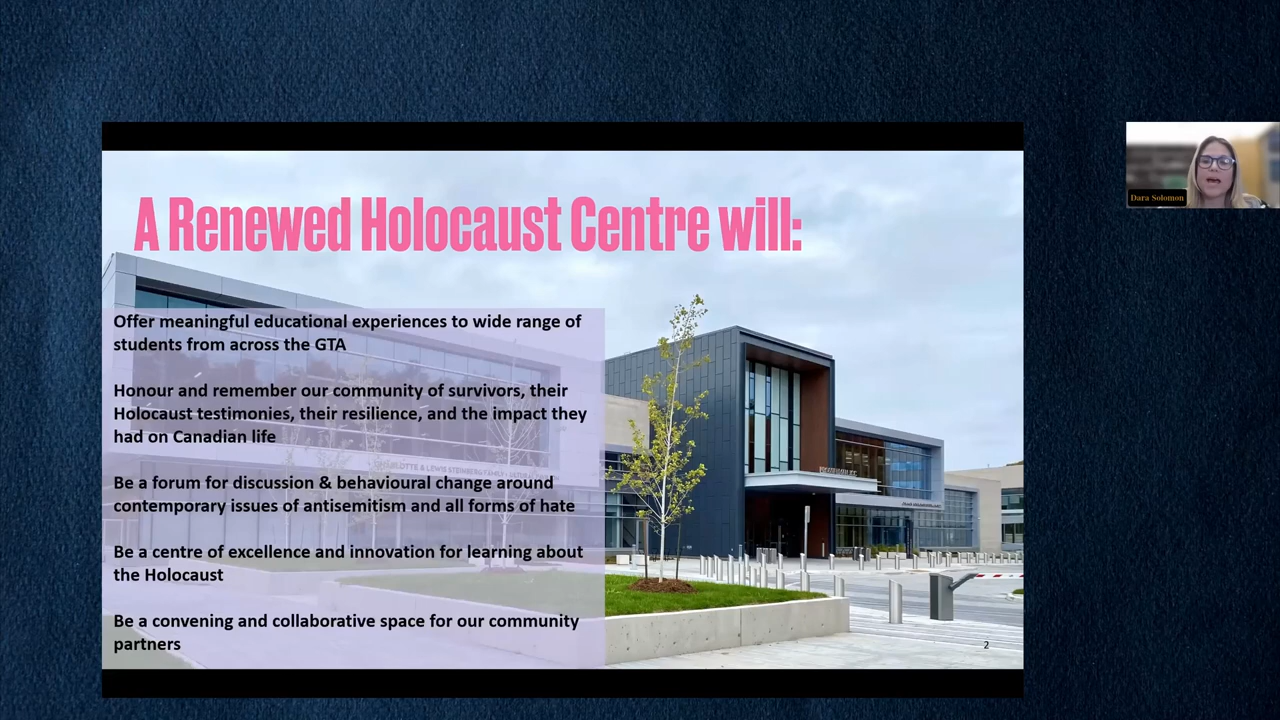 A Renewed Holocaust Centre will:
Offer meaningful educational experiences to wide range of
students from across the GTA
Honour and remember our community of survivors, their
Holocaust testimonies, their resilience, and the impact they
had on Canadian life
Be a forum for discussion & behavioural change around
contemporary issues of antisemitism and all forms of hate
Be a centre of excellence and innovation for learning about
the Holocaust
Be a convening and collaborative space for our community
partners
2
Dara Solomon